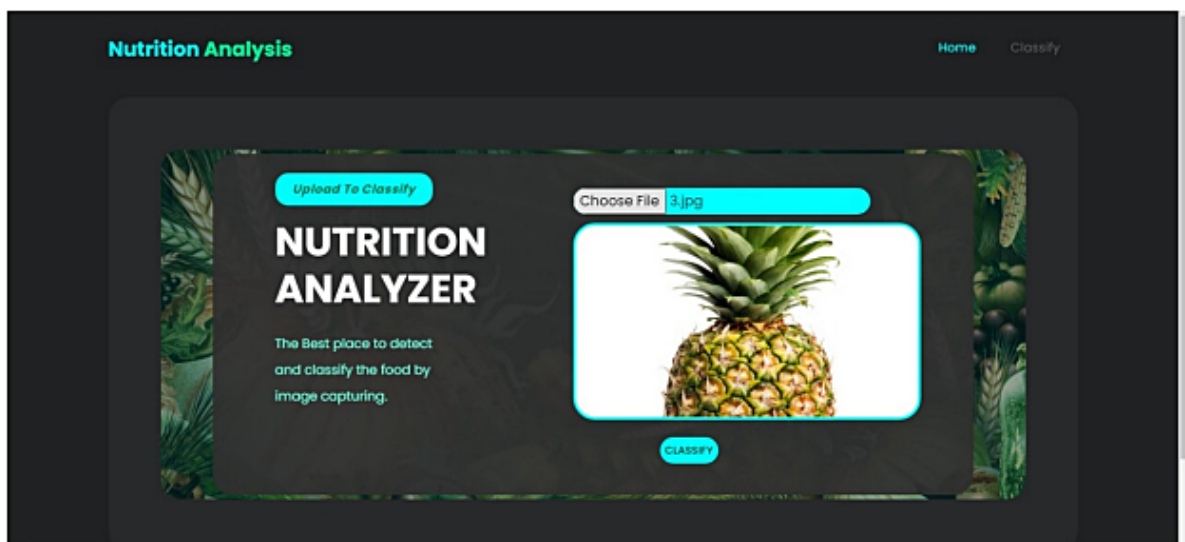 Nutrition Analysis
Home
Classify
Upload To Classify
NUTRITION
ANALYZER
The Best place to detect
and classify the food by
image capturing.
Choose File 3.jpg
CLASSIFY